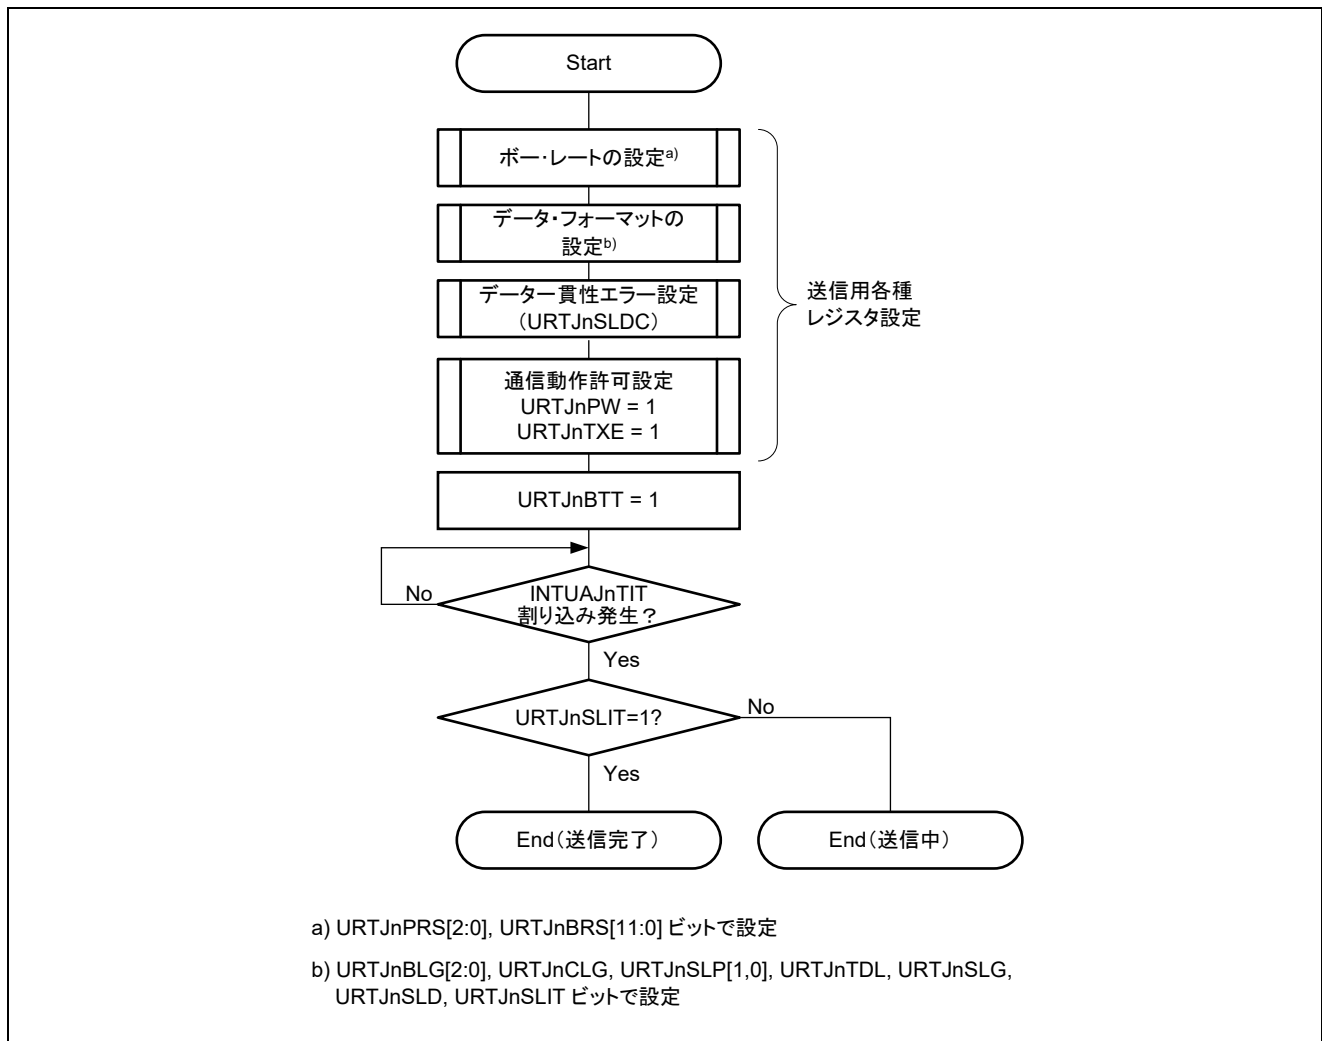 Start
ボー・レートの設定a)
データ・フォーマットの
設定b)
データ一貫性エラー設定
（URTJnSLDC）
送信用各種
レジスタ設定
通信動作許可設定
URTJnPW = 1
URTJnTXE = 1
URTJnBTT = 1
No
INTUAJnTIT
割り込み発生？
Yes
URTJnSLIT=1?
No
Yes
End（送信完了）
End（送信中）
a) URTJnPRS[2:0], URTJnBRS[11:0] ビットで設定
b) URTJnBLG[2:0], URTJnCLG, URTJnSLP[1,0], URTJnTDL, URTJnSLG,
URTJnSLD, URTJnSLIT ビットで設定